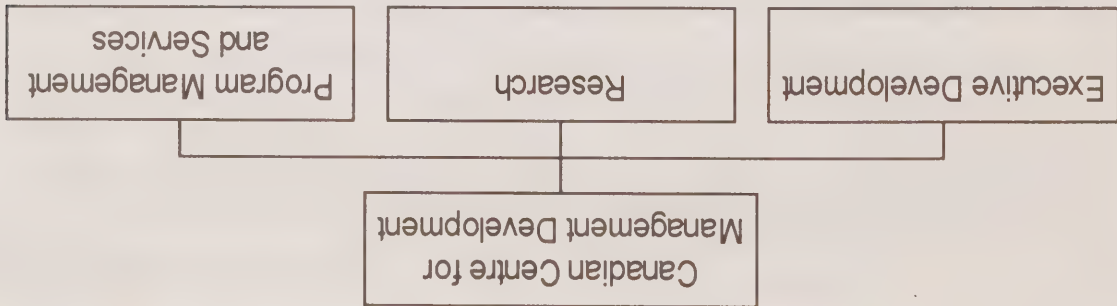 Canadian Centre for
Management Development
Executive Development
Research
Program Management
and Services